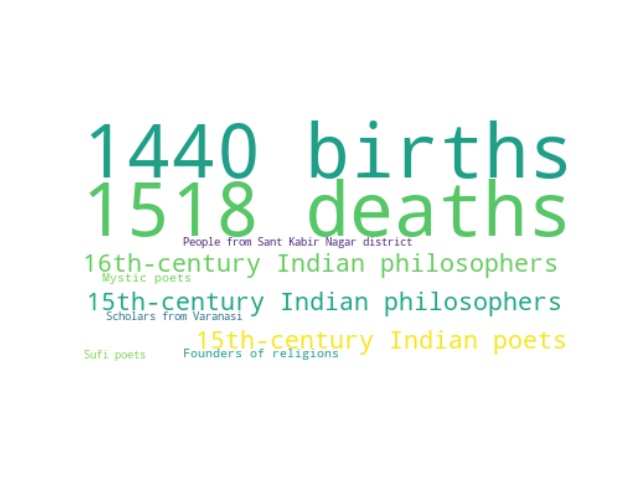 1440 births
1518 deaths
People from Sant Kabir Nagar district
16th-century Indian philosophers
Mystic poets
15th-century Indian philosophers
Scholars from Varanasi
15th-century Indian poets
Sufi poets
Founders of religions